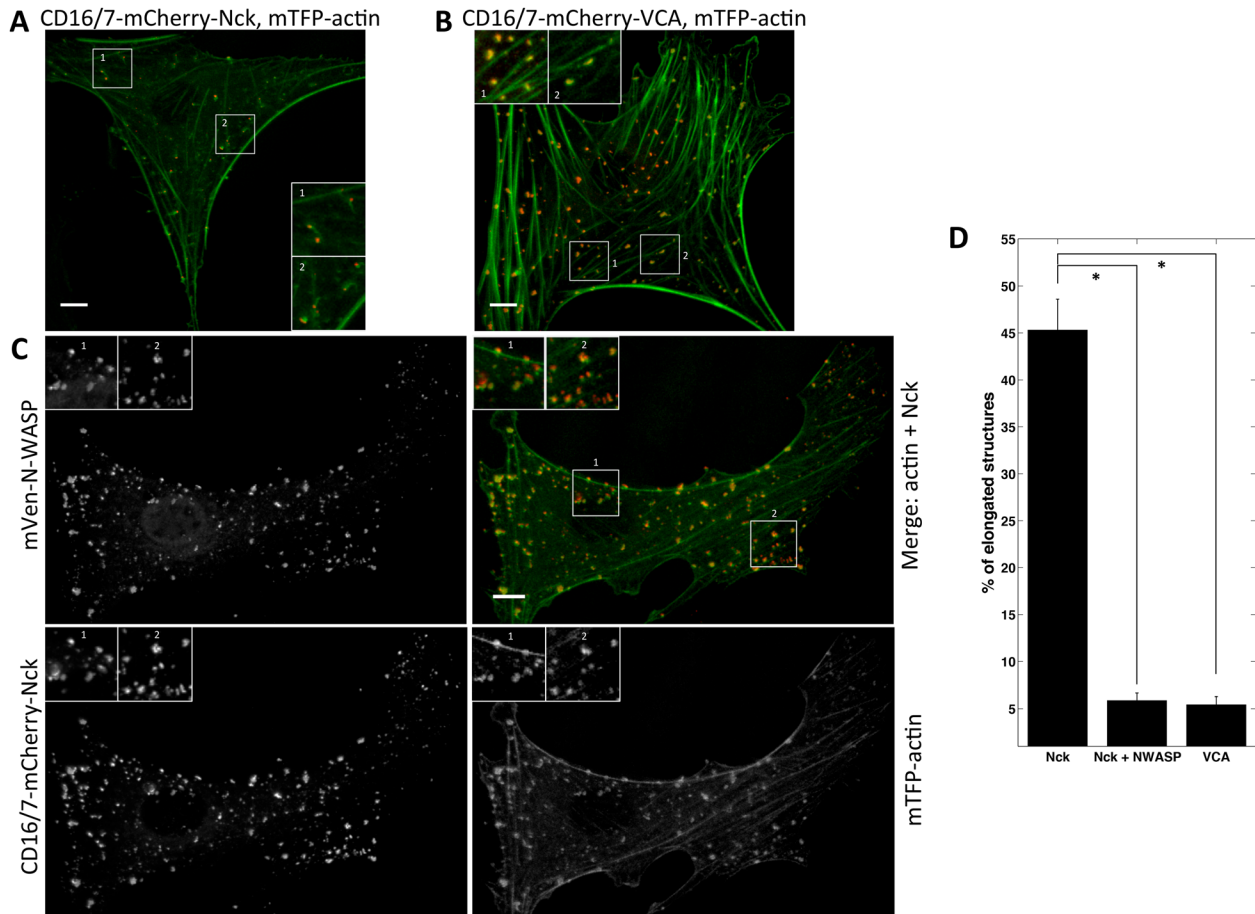 A CD16/7-mCherry-Nck, mTFP-actin
1
2
1
2
B CD16/7-mCherry-VCA, mTFP-actin
1
2
1
2
C
mVen-N-WASP
1
2
Merge: actin + Nck
1
2
1
2
CD16/7-mCherry-Nck
1
2
mTFP-actin
1
2
D
% of elongated structures
55
50
45
40
35
30
25
20
15
10
5
*
*
Nck
Nck + NWASP
VCA